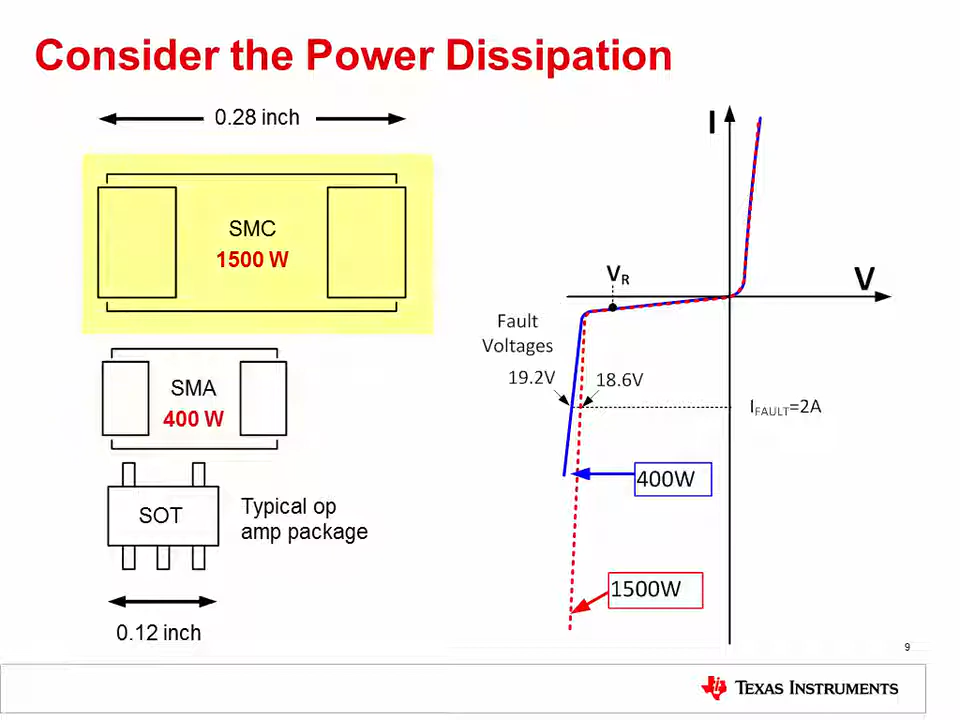 Consider the Power Dissipation
0.28 inch
SMC
1500 W
SMA
400 W
SOT
Typical op
amp package
0.12 inch
I
V
VR
Fault
Voltages
19.2V
18.6V
IFAULT=2A
400W
1500W
9
TEXAS INSTRUMENTS